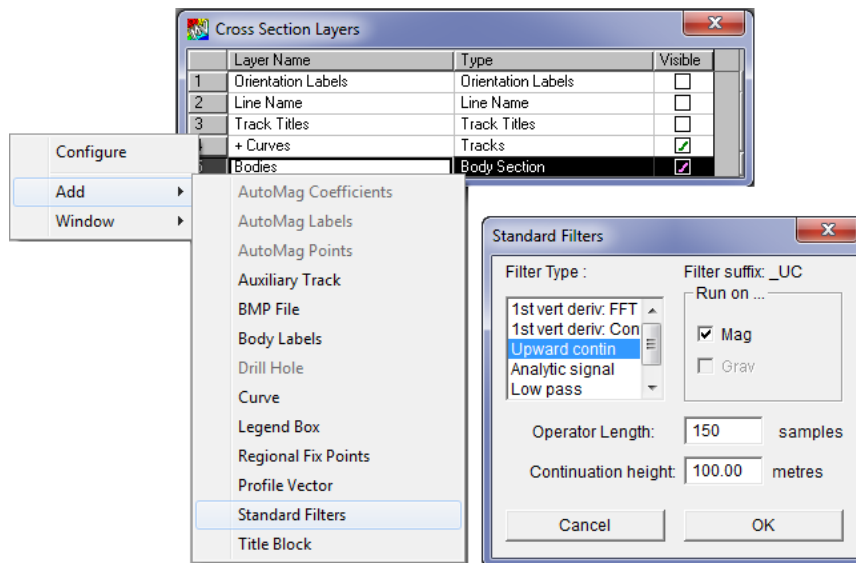 Cross Section Layers
Layer Name Type Visible
1 Orientation Labels Orientation Labels
2 Line Name Line Name
3 Track Titles Track Titles
+ Curves Tracks
Bodies Body Section
Configure
Add
Window
AutoMag Coefficients
AutoMag Labels
AutoMag Points
Auxiliary Track
BMP File
Body Labels
Drill Hole
Curve
Legend Box
Regional Fix Points
Profile Vector
Standard Filters
Title Block
Standard Filters
Filter Type : Filter suffix: _UC
Run on ...
1st vert deriv: FFT
1st vert deriv: Con
Upward contin
Analytic signal
Low pass
Mag
Grav
Operator Length: 150 samples
Continuation height: 100.00 metres
Cancel OK